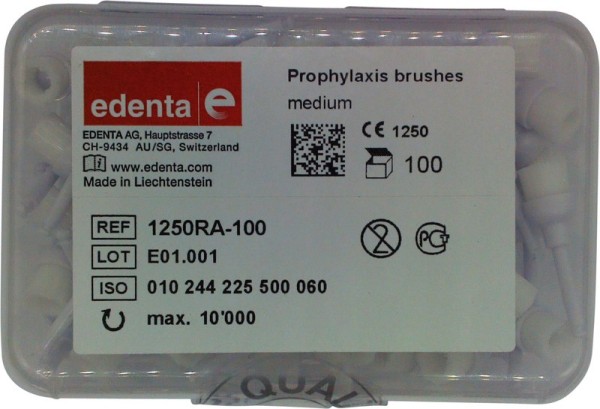 edenta e
EDENTA AG, Hauptstrasse 7
CH-9434 AU/SG, Switzerland
i www.edenta.com
Made in Liechtenstein
Prophylaxis brushes
medium
CE 1250
100
REF 1250RA-100
LOT E01.001
ISO 010 244 225 500 060
max. 10'000
2
РСТ
QUAL